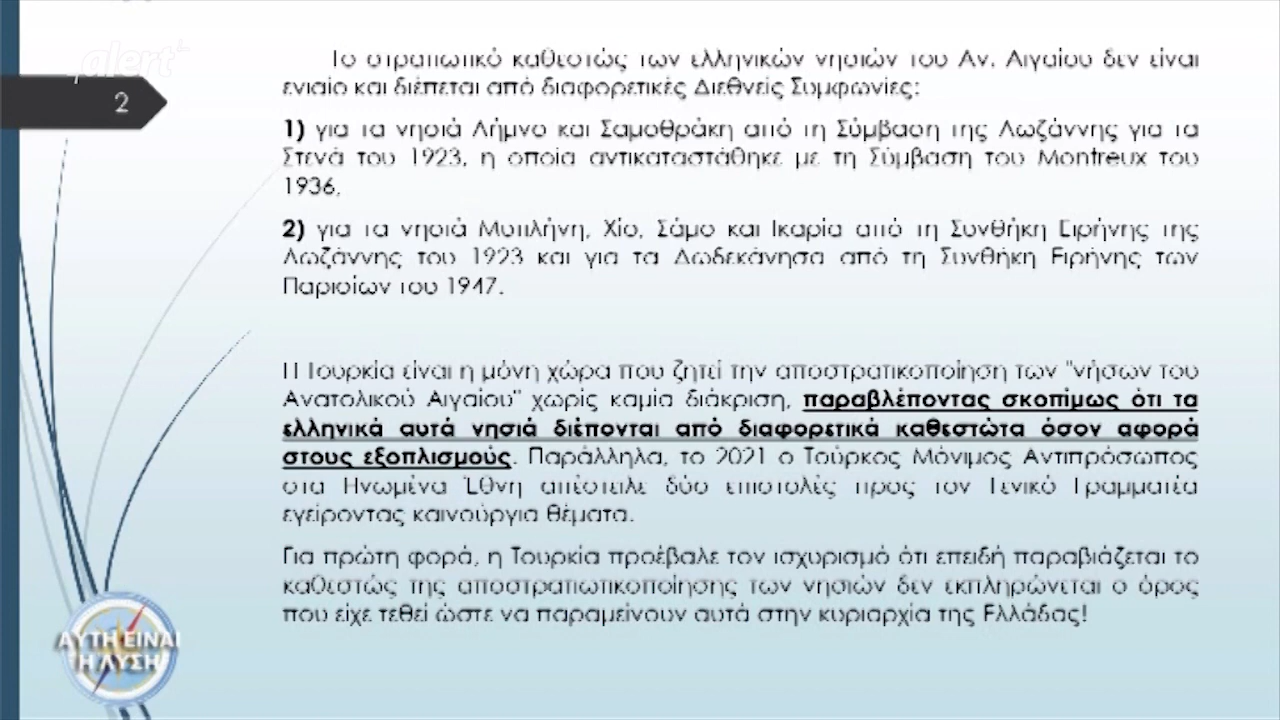 alert
2
Το στρατιωτικό καθεστώς των ελληνικών νησιών του Αν. Αιγαίου δεν είναι
ενιαίο και διέπεται από διαφορετικές Διεθνείς Συμφωνίες:
1) για τα νησιά Λήμνο και Σαμοθράκη από τη Σύμβαση της Λωζάννης για τα
Στενά του 1923, η οποία αντικαταστάθηκε με τη Σύμβαση του Montreux του
1936,
2) για τα νησιά Μυτιλήνη, Χίο, Σάμο και Ικαρία από τη Συνθήκη Ειρήνης της
Λωζάννης του 1923 και για τα Δωδεκάνησα από τη Συνθήκη Ειρήνης των
Παρισίων του 1947.
Η Τουρκία είναι η μόνη χώρα που ζητεί την αποστρατικοποίηση των "νήσων του
Ανατολικού Αιγαίου" χωρίς καμία διάκριση, παραβλέποντας σκοπίμως ότι τα
ελληνικά αυτά νησιά διέπονται από διαφορετικά καθεστώτα όσον αφορά
στους εξοπλισμούς. Παράλληλα, το 2021 ο Τούρκος Μόνιμος Αντιπρόσωπος
στα Ηνωμένα Έθνη απέστειλε δύο επιστολές προς τον Γενικό Γραμματέα
εγείροντας καινούργια θέματα.
Για πρώτη φορά, η Τουρκία προέβαλε τον ισχυρισμό ότι επειδή παραβιάζεται το
καθεστώς της αποστρατιωτικοποίησης των νησιών δεν εκπληρώνεται ο όρος
που είχε τεθεί ώστε να παραμείνουν αυτά στην κυριαρχία της Ελλάδας!
ΑΥΤΗ ΕΙΝΑΙ
Η ΛΥΣΗ